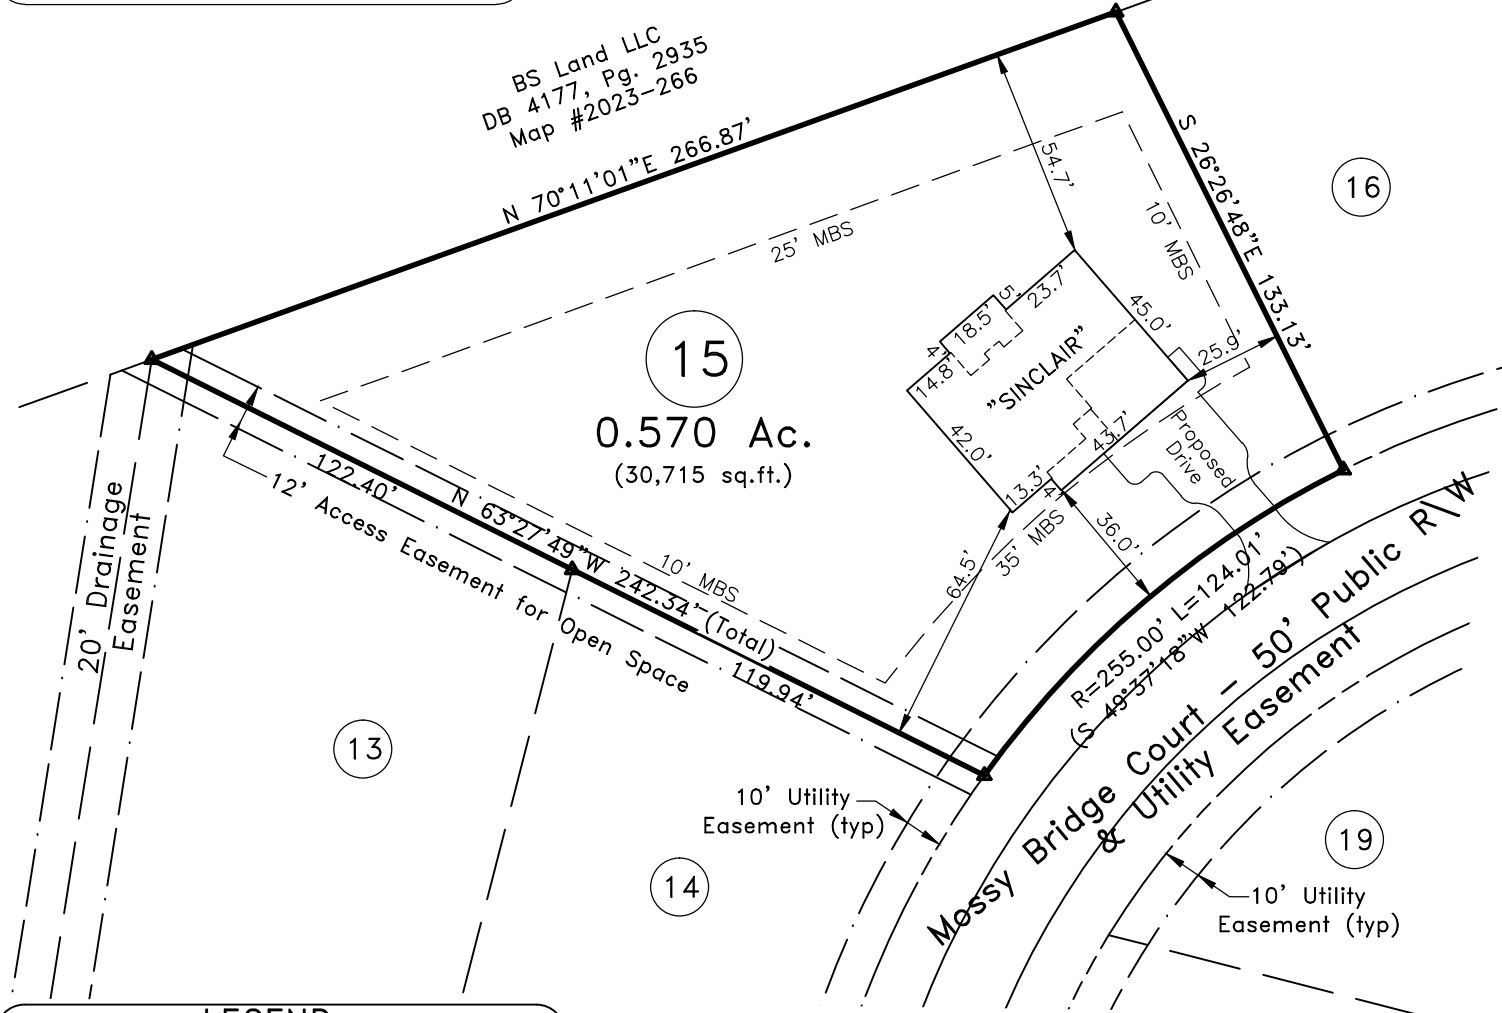 BS Land LLC
DB 4177, Pg. 2935
Map #2023-266
N 70°11'01"E 266.87'
25' MBS
54.7'
S 26°26'48"E 133.13'
10' MBS
16
15
0.570 Ac.
(30,715 sq.ft.)
5'
23.7'
18.5'
4'
14.8'
45.0'
"SINCLAIR"
25.9'
42.0'
43.7'
13.3'
4'
Proposed
Drive
36.0'
35' MBS
64.5'
122.40'
12' Access Easement for Open Space
N 63°27'49"W 242.34' (Total)
10' MBS
119.94'
20' Drainage
Easement
R=255.00' L=124.01'
(S 49°37'18"W 122.79')
Mossy Bridge Court - 50' Public R\W
& Utility Easement
13
14
10' Utility
Easement (typ)
19
10' Utility
Easement (typ)
LEGEND